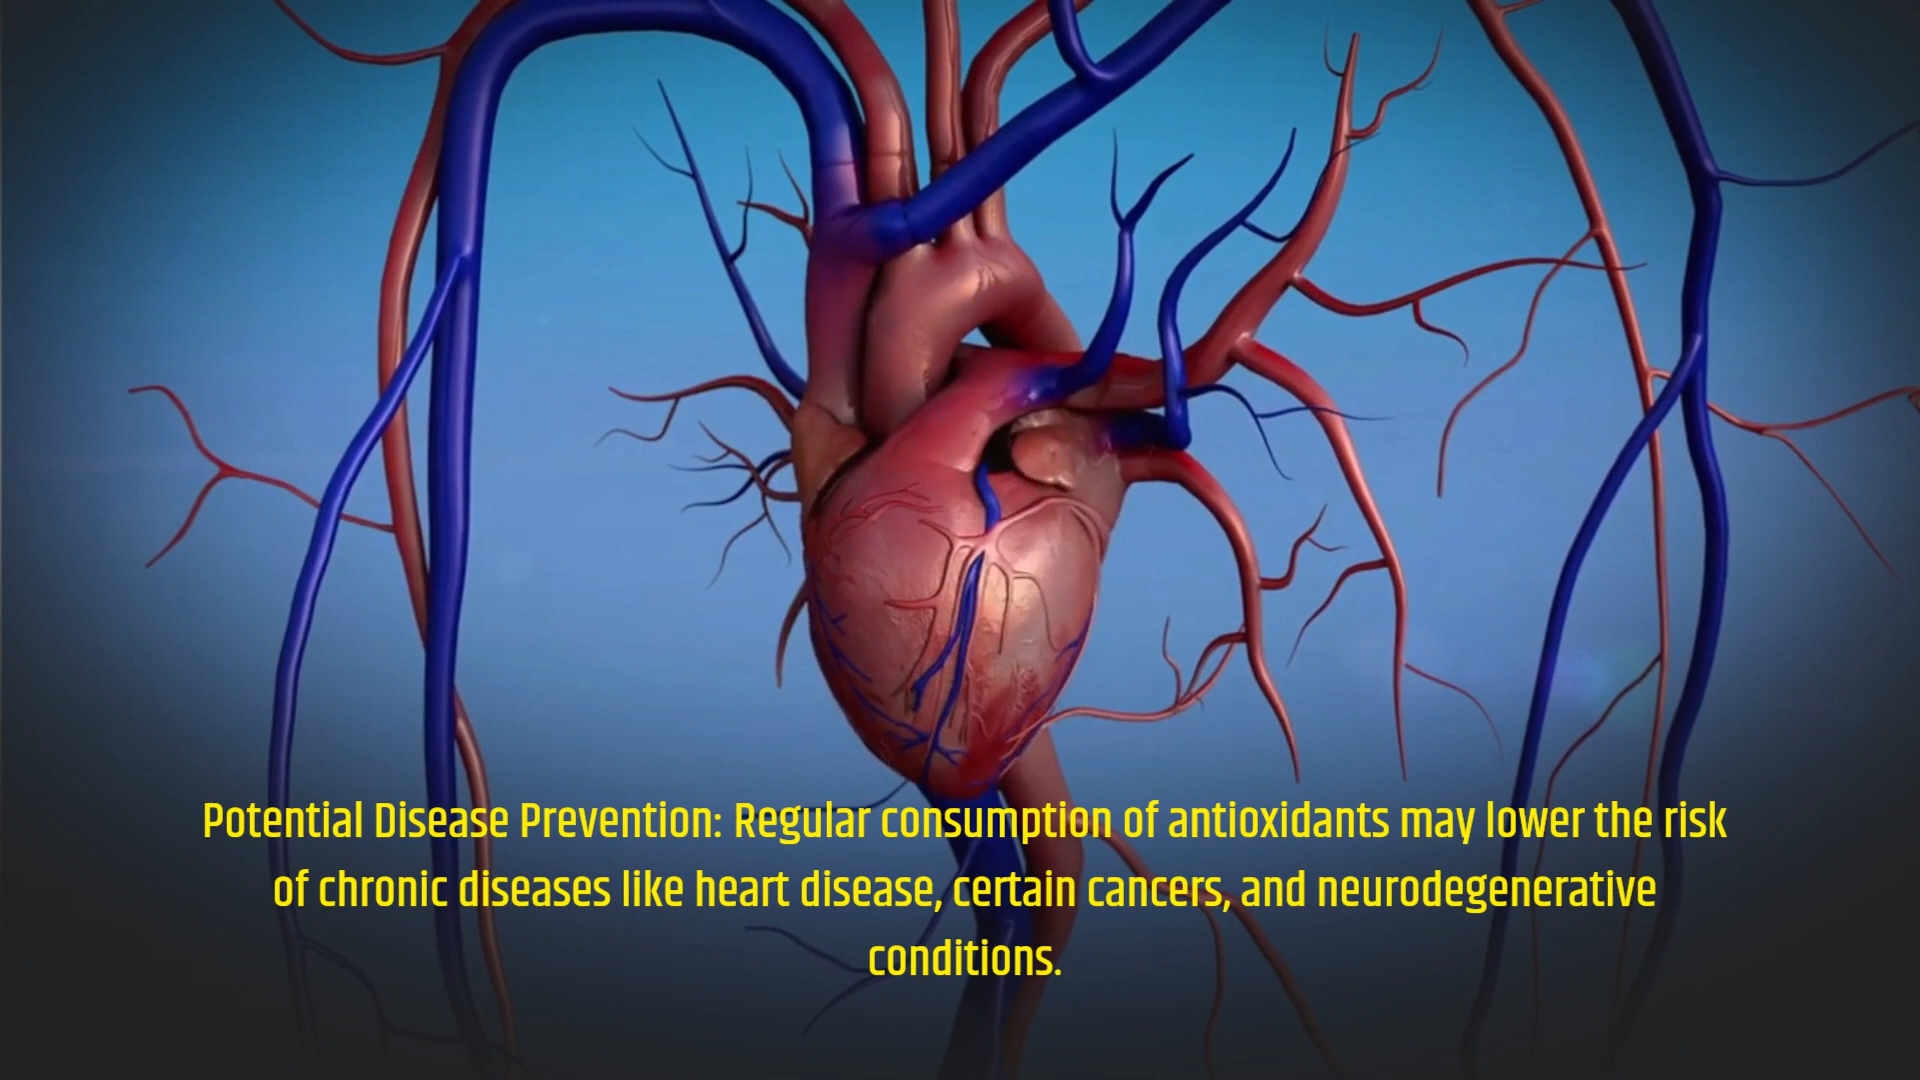 Potential Disease Prevention: Regular consumption of antioxidants may lower the risk
of chronic diseases like heart disease, certain cancers, and neurodegenerative
conditions.